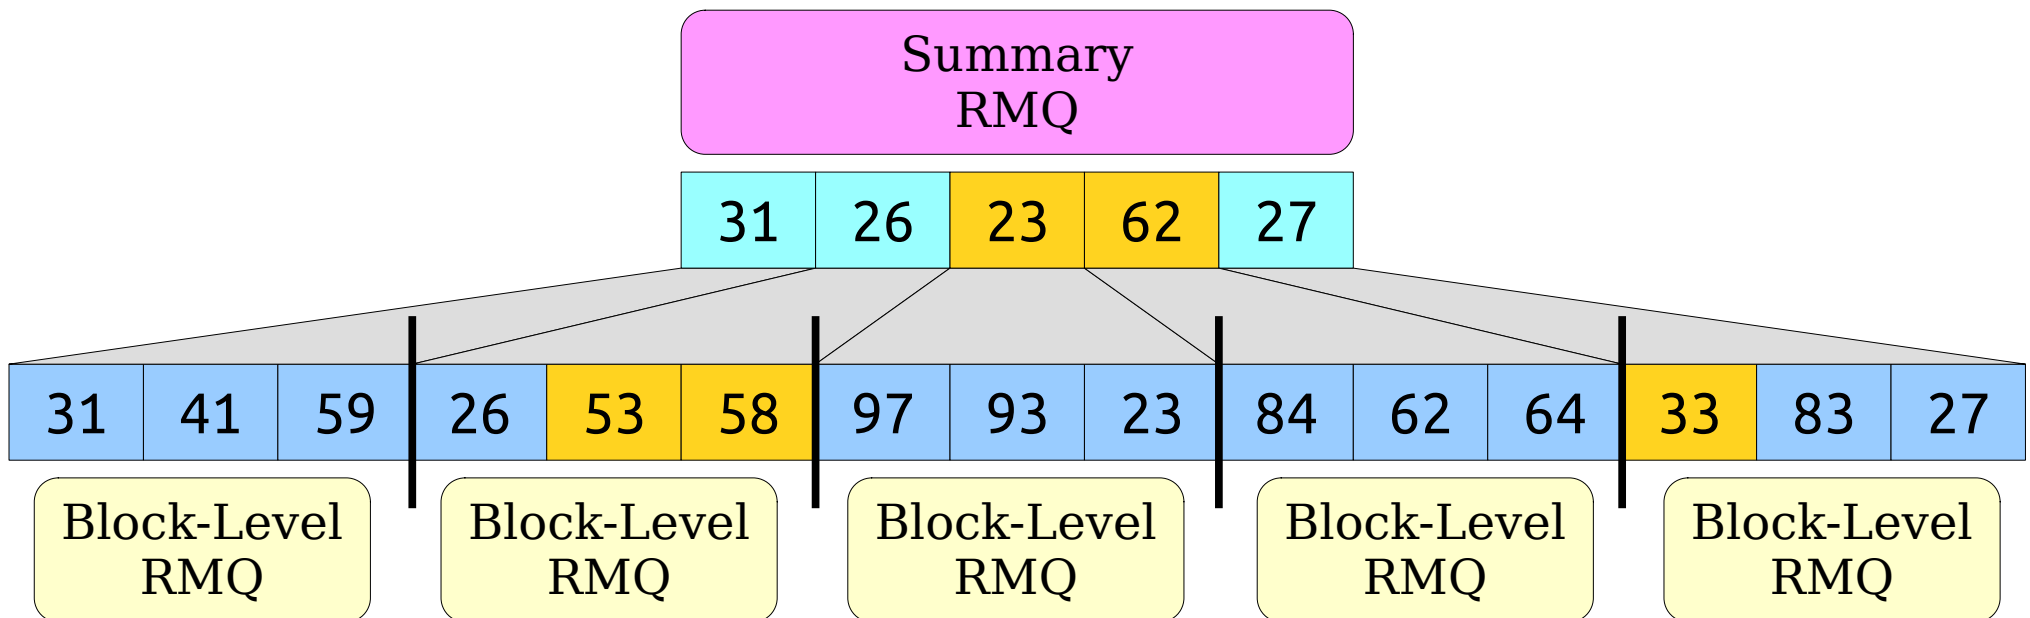 Summary
RMQ
31 26 23 62 27
31 41 59 26 53 58 97 93 23 84 62 64 33 83 27
Block-Level Block-Level Block-Level Block-Level Block-Level
RMQ RMQ RMQ RMQ RMQ